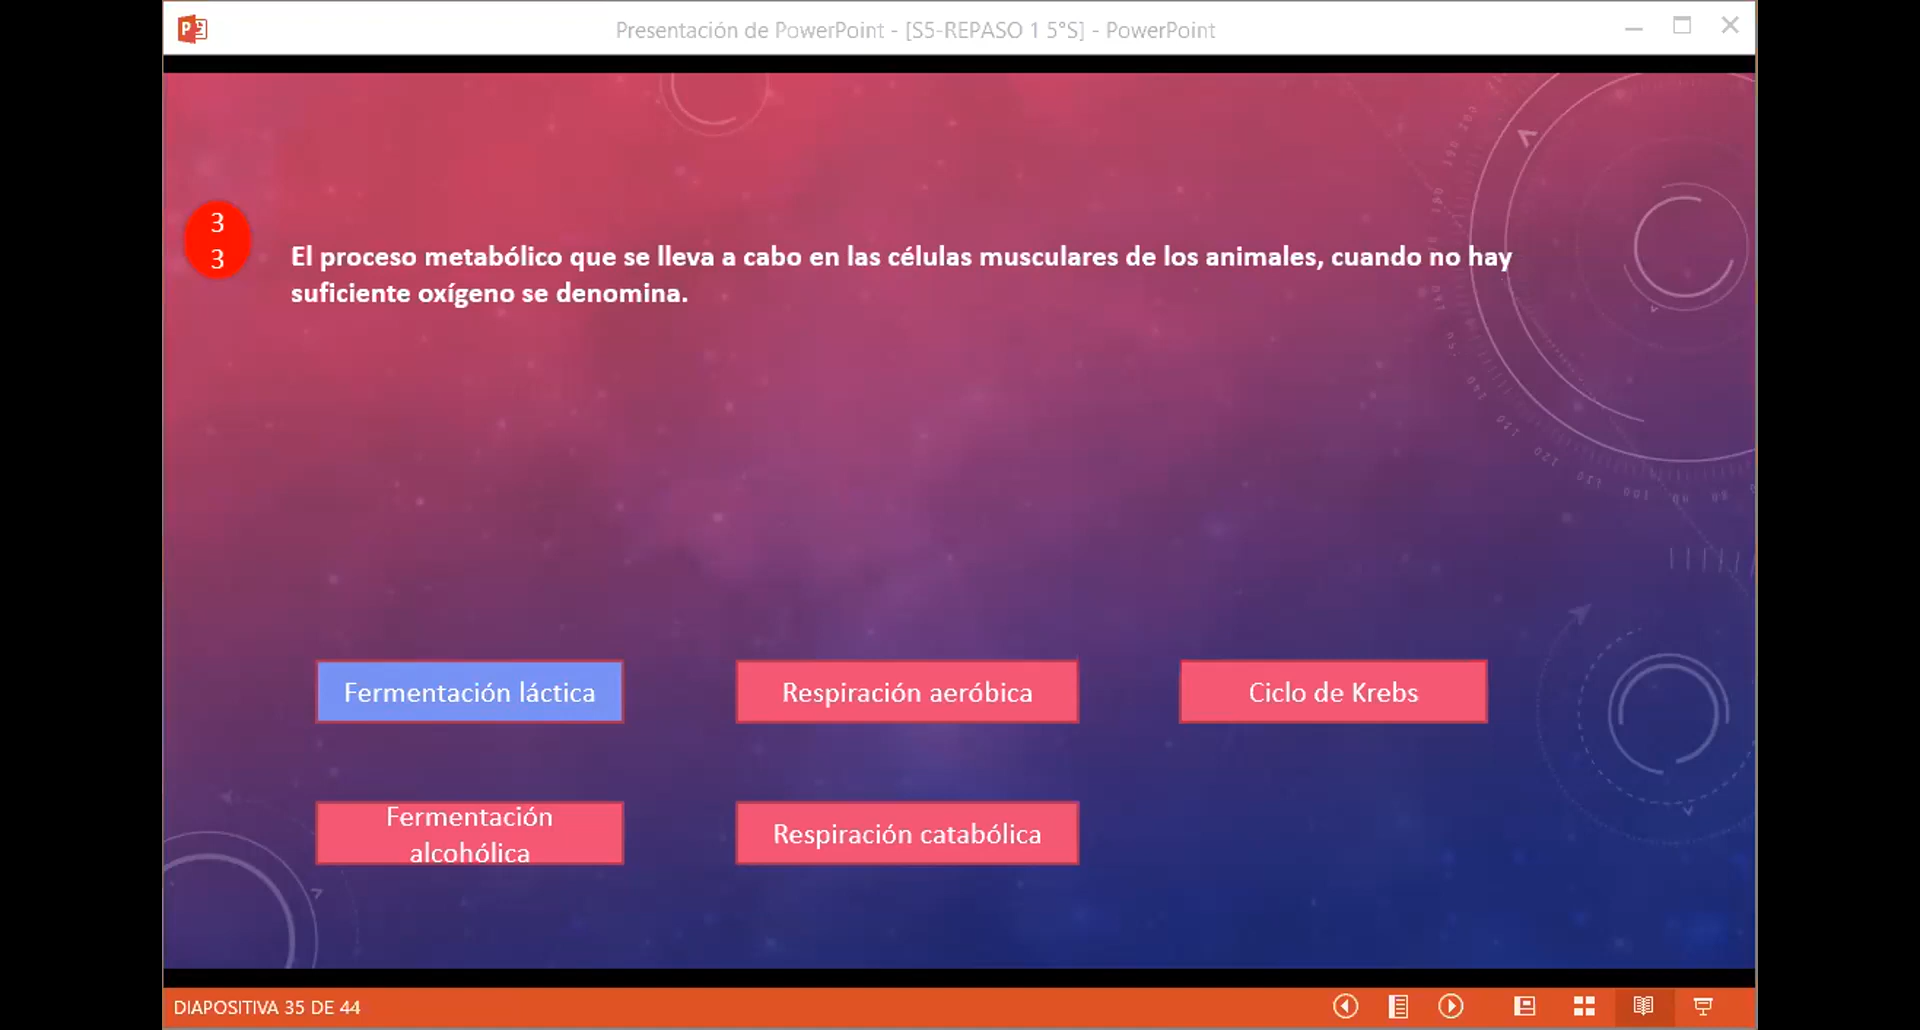 Presentación de PowerPoint - [S5-REPASO 1 5°S] - PowerPoint
3
3
El proceso metabólico que se lleva a cabo en las células musculares de los animales, cuando no hay
suficiente oxígeno se denomina.
Fermentación láctica
Respiración aeróbica
Ciclo de Krebs
Fermentación
alcohólica
Respiración catabólica
DIAPOSITIVA 35 DE 44